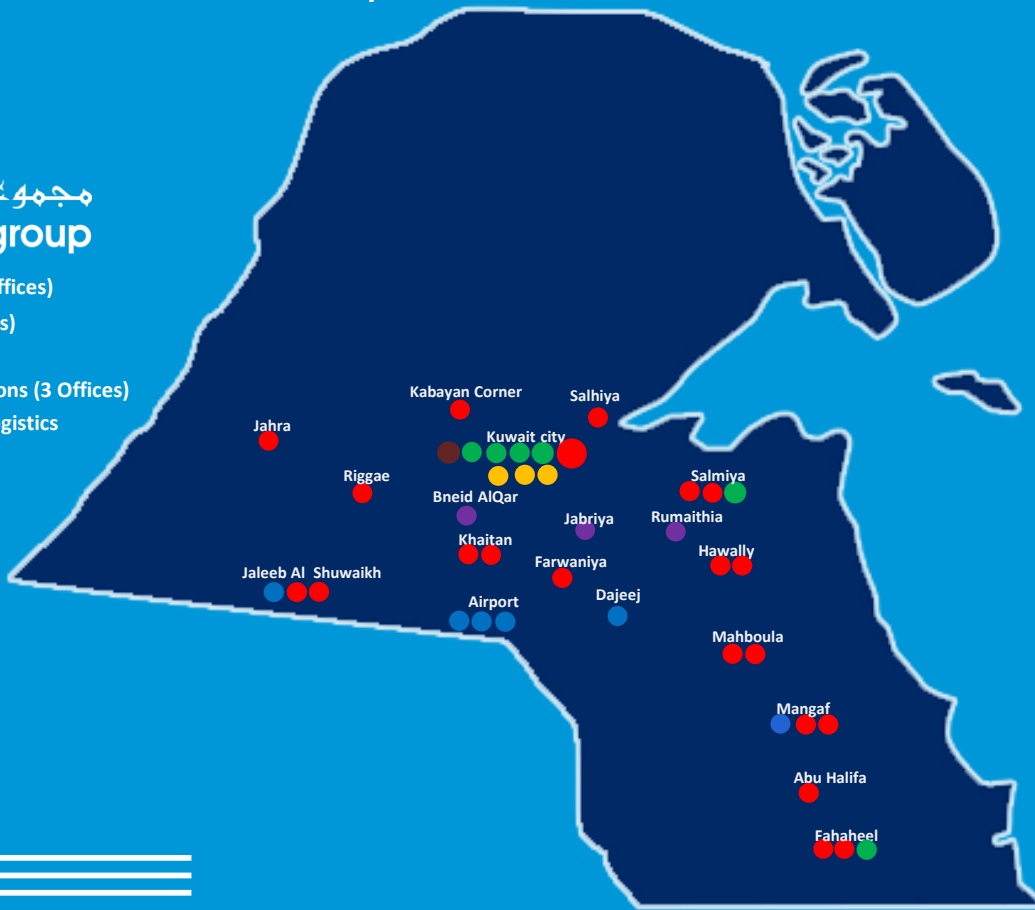 group
ffices)
s)
ons (3 Offices)
gistics
Kabayan Corner
Salhiya
Jahra
Kuwait city
Riggae
Salmiya
Bneid AlQar
Jabriya
Rumaithia
Khaitan
Hawally
Farwaniya
Jaleeb Al Shuwaikh
Dajeej
Airport
Mahboula
Mangaf
Abu Halifa
Fahaheel